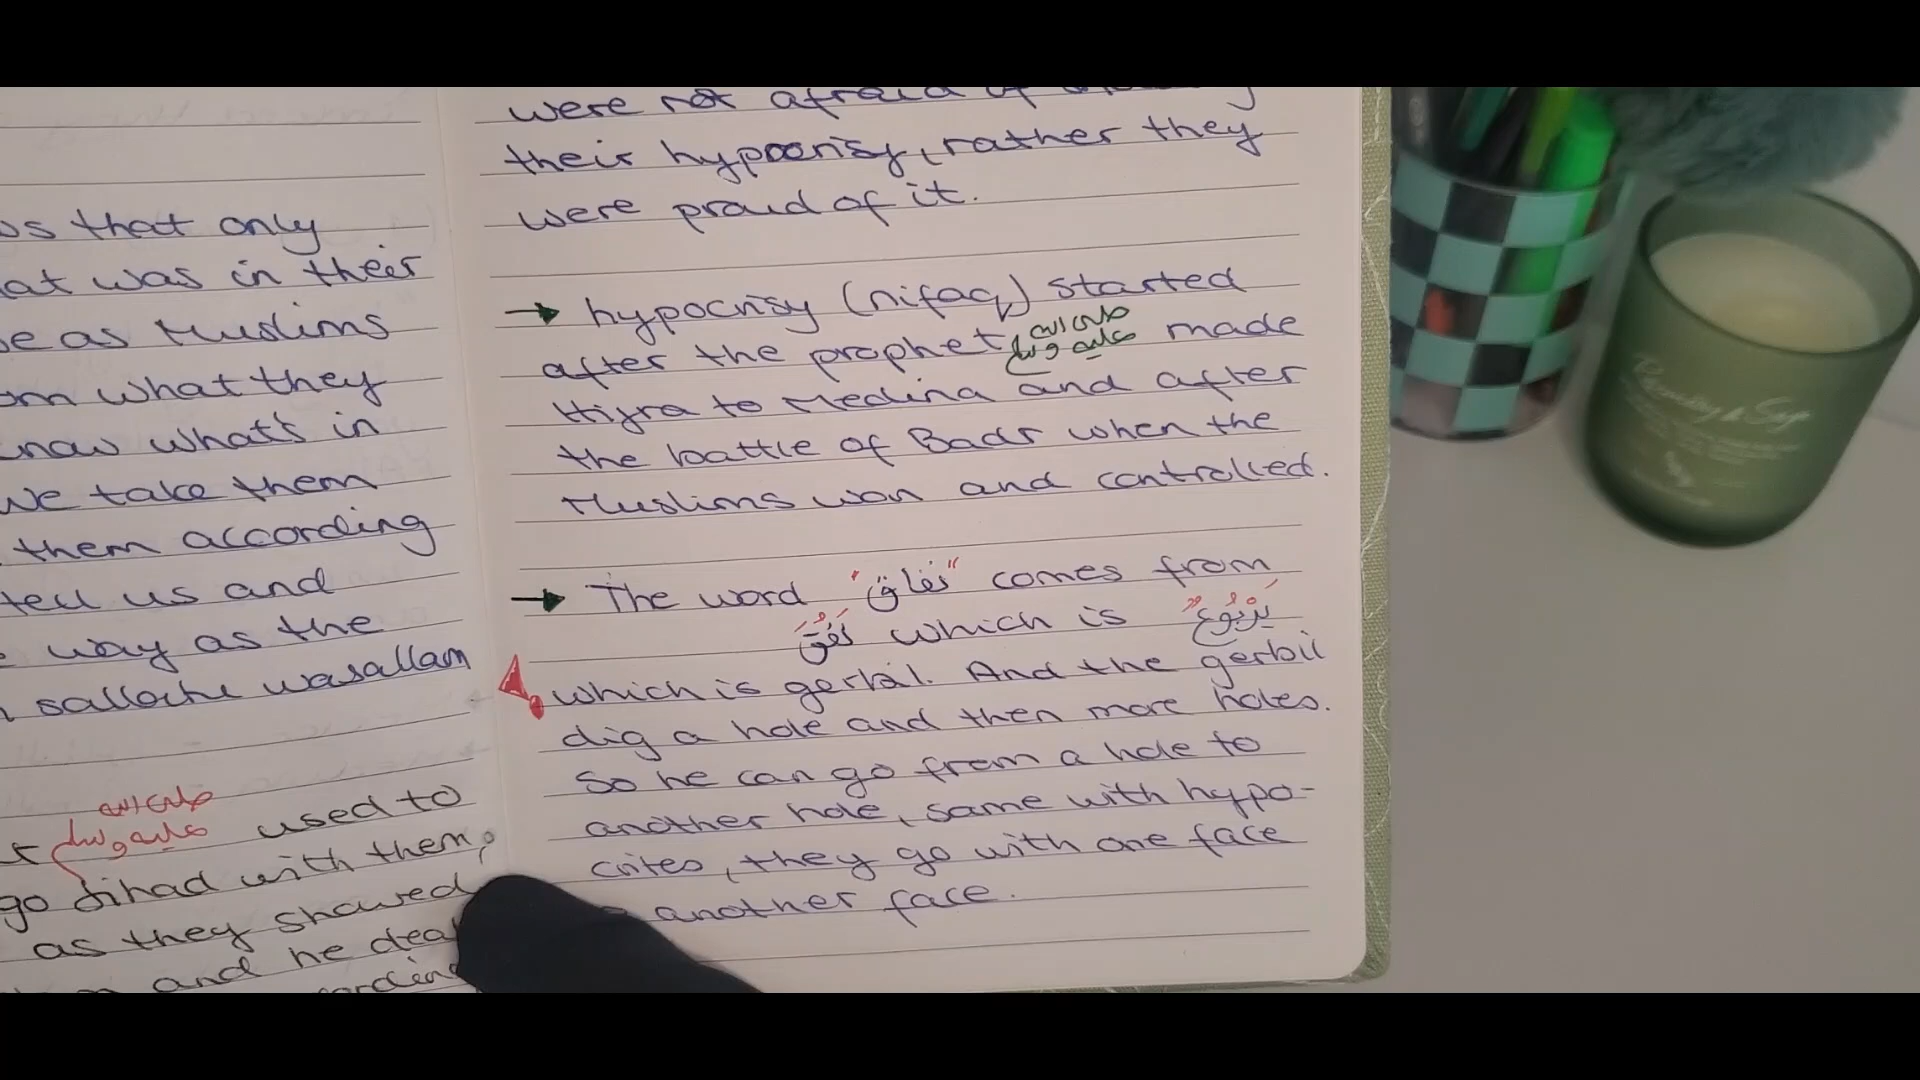 os that only
at was in their
se as Muslims
what they
know what's in
we take them
them according
tell us and
way as the
sallahu wasallam
صلى الله
عليه وسلم used to
go Jihad with them,
as they showed
and he deal
were not afraid of
their hypocrisy, rather they
were proud of it.
→ hypocrisy (nifaq) started
after the prophet صلى الله عليه وسلم made
Hijra to Medina and after
the battle of Badr when the
Muslims won and controlled.
→ The word "نفاق" comes from
نَفَقَ which is "يَرْبُوعٌ"
which is gerbil. And the gerbil
dig a hole and then more holes.
So he can go from a hole to
another hole, same with hypo-
crites, they go with one face
another face.